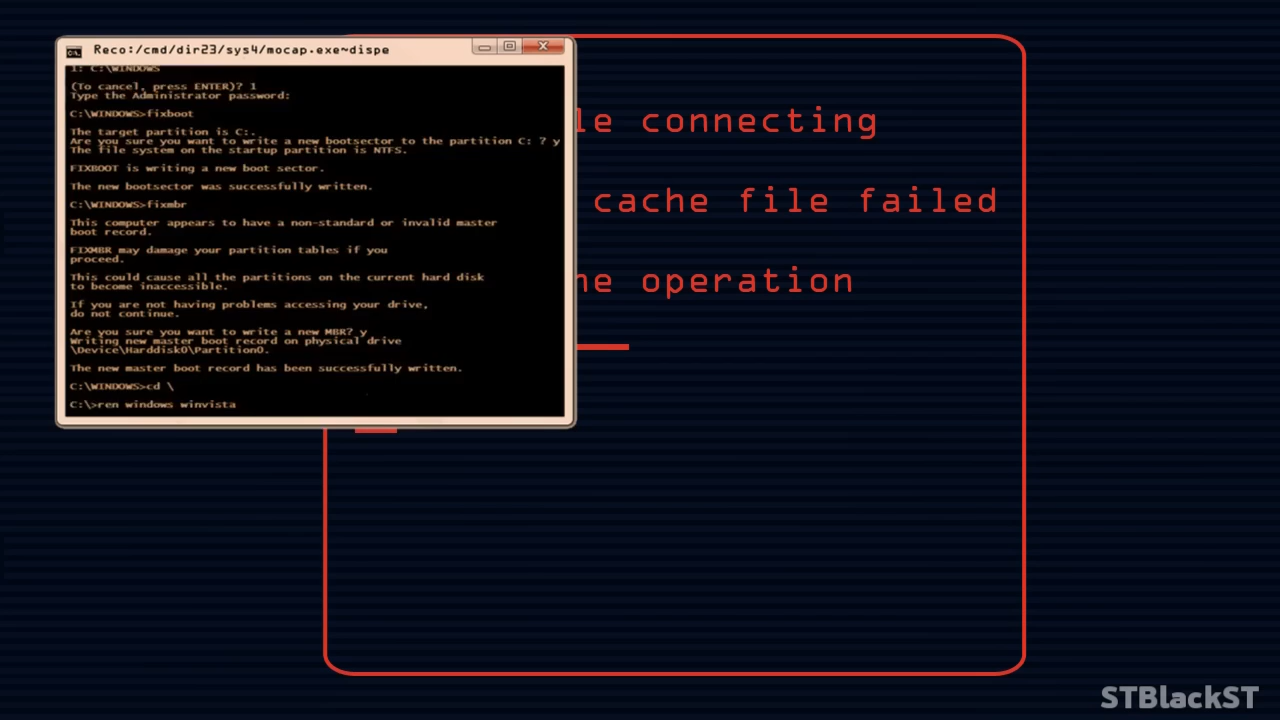 Reco:/cmd/dir23/sys4/mocap.exe~dispe
1: C:\WINDOWS
(To cancel, press ENTER)? 1
Type the Administrator password:
C:\WINDOWS>fixboot
The target partition is C:.
Are you sure you want to write a new bootsector to the partition C: ? y
The file system on the startup partition is NTFS.
FIXBOOT is writing a new boot sector.
The new bootsector was successfully written.
C:\WINDOWS>fixmbr
This computer appears to have a non-standard or invalid master
boot record.
FIXMBR may damage your partition tables if you
proceed.
This could cause all the partitions on the current hard disk
to become inaccessible.
If you are not having problems accessing your drive,
do not continue.
Are you sure you want to write a new MBR? y
Writing new master boot record on physical drive
\Device\Harddisk0\Partition0.
The new master boot record has been successfully written.
C:\WINDOWS>cd \
C:\>ren windows winvista
le connecting
cache file failed
he operation
STBlackST